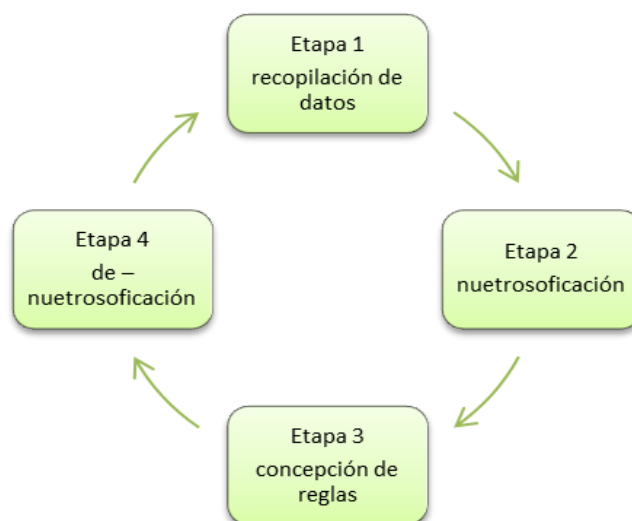 Etapa 1
recopilación de
datos
Etapa 2
nuetrosoficación
Etapa 3
concepción de
reglas
Etapa 4
de –
nuetrosoficación